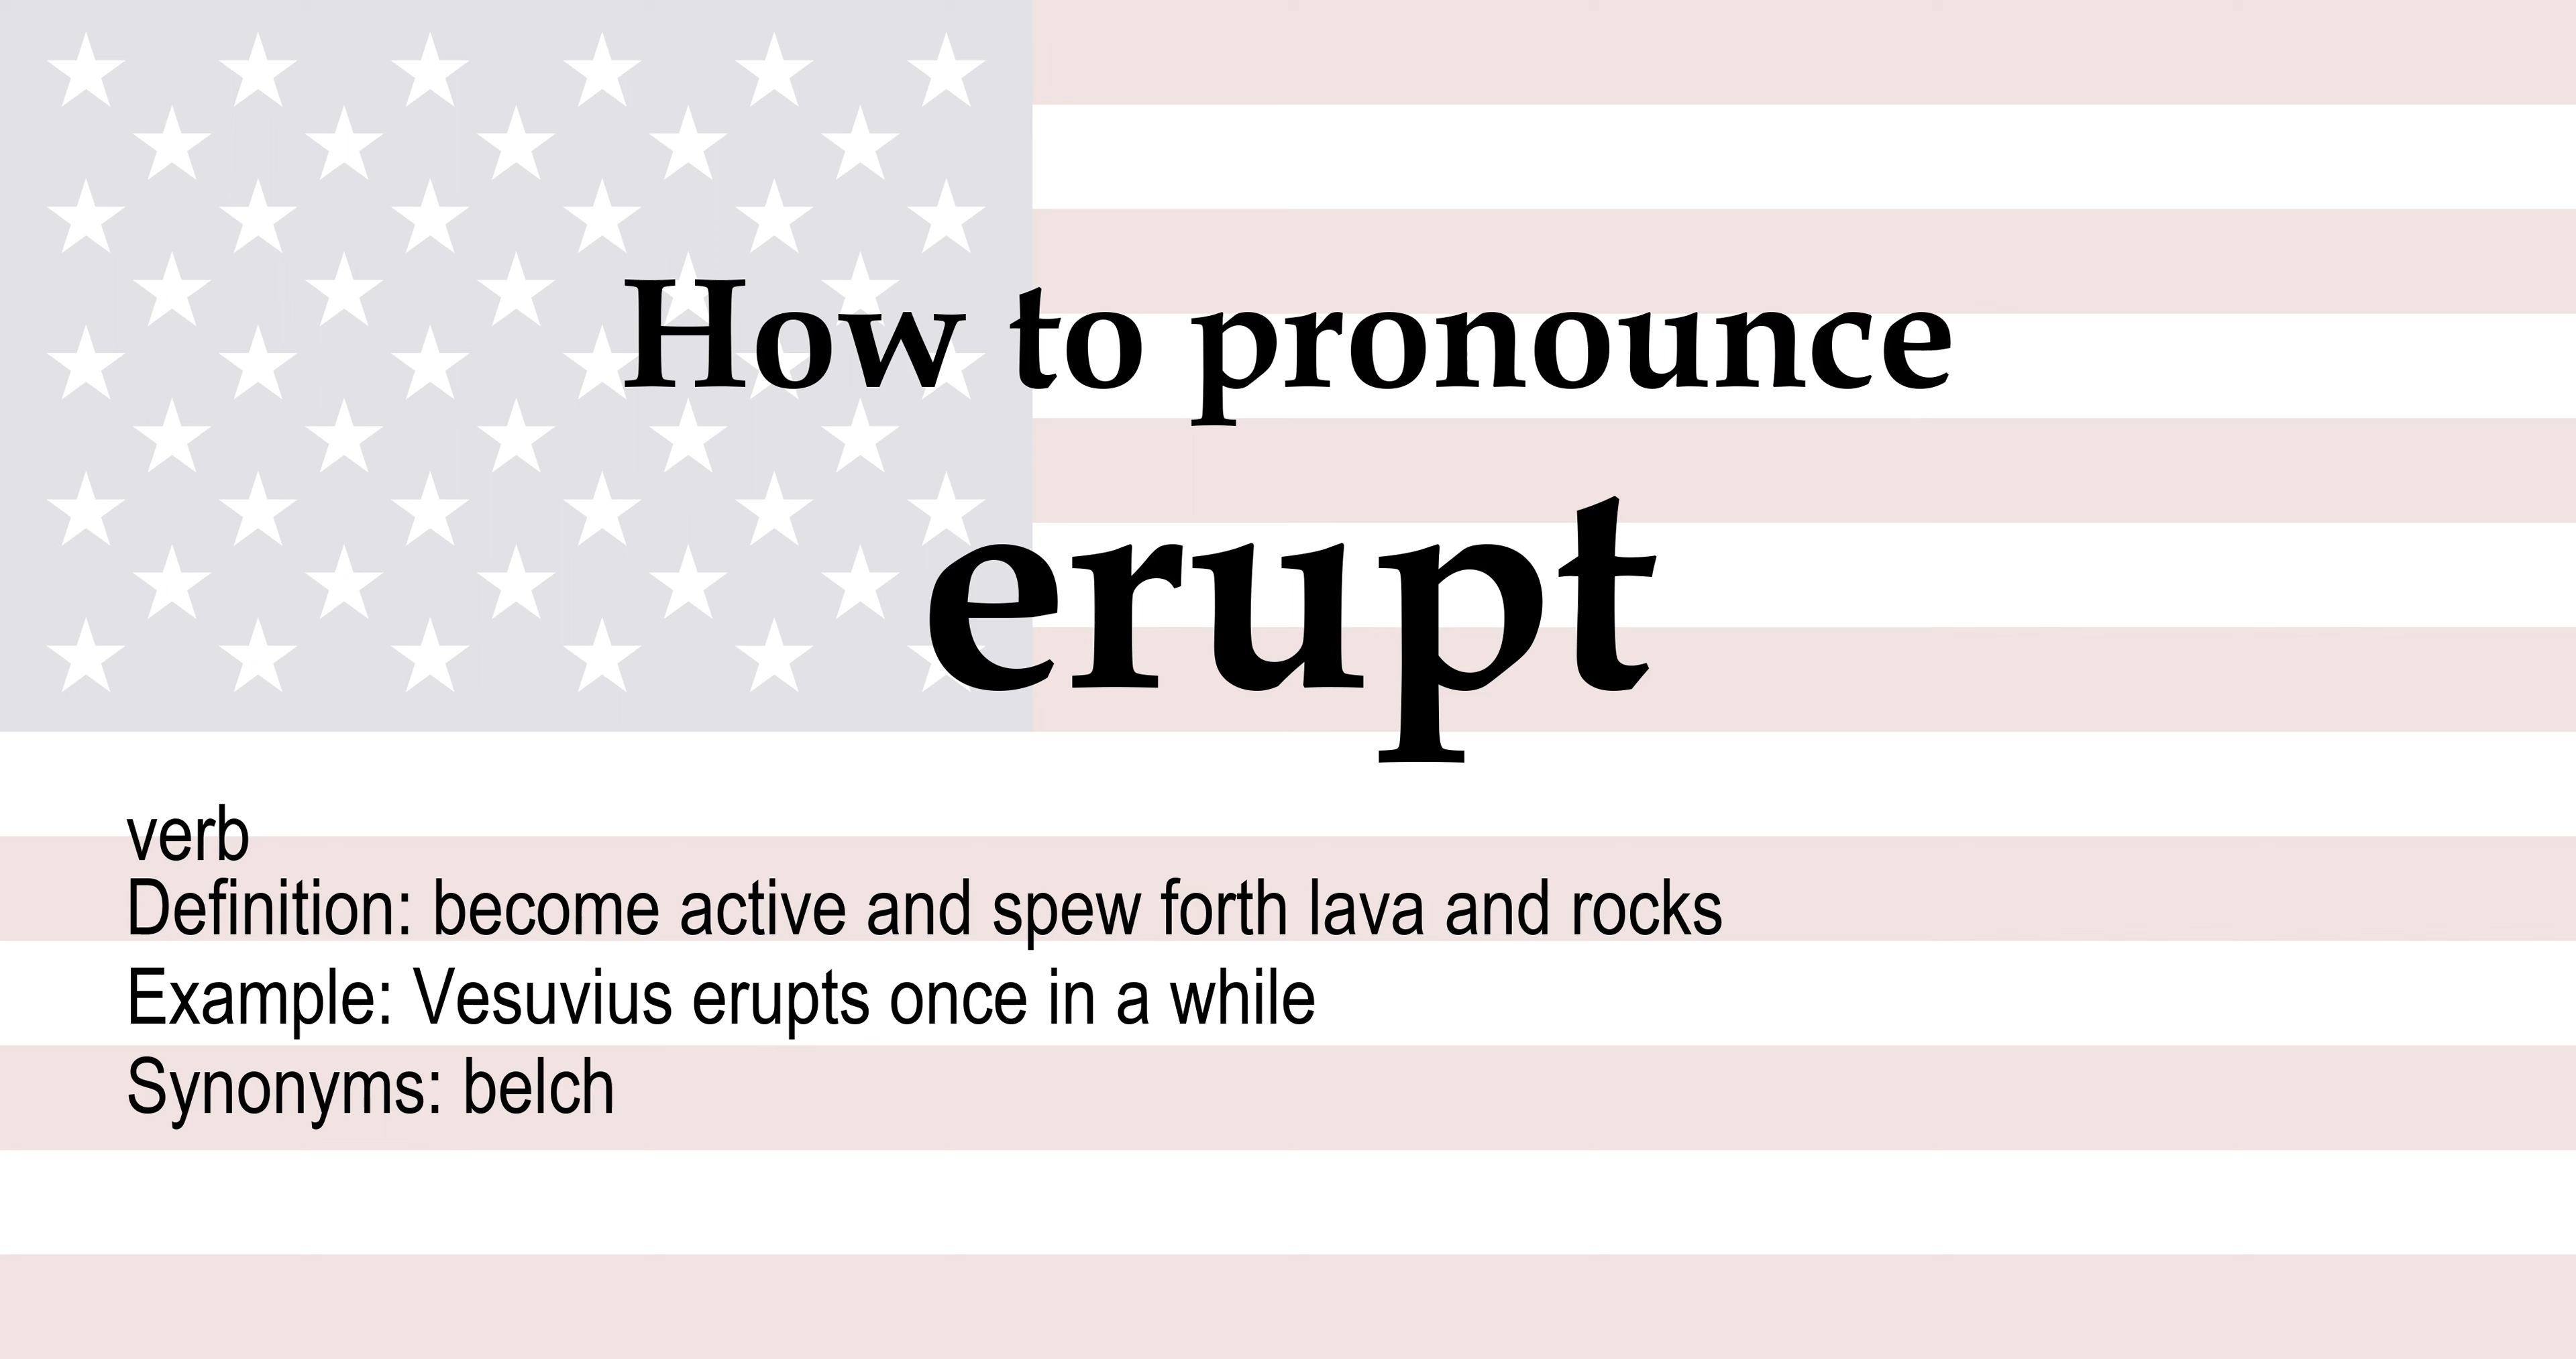 How to pronounce
erupt
verb
Definition: become active and spew forth lava and rocks
Example: Vesuvius erupts once in a while
Synonyms: belch